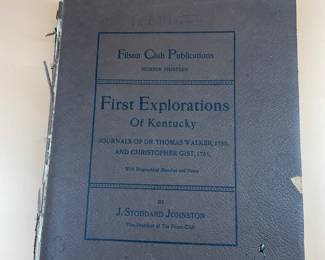 Filson Club Publications
NUMBER THIRTEEN
First Explorations
Of Kentucky
JOURNALS OF DR THOMAS WALKER, 1750,
AND CHRISTOPHER GIST, 1751,
With Biographical Sketches and Notes
BY
J. STODDARD JOHNSTON
Vice-President of The Filson Club